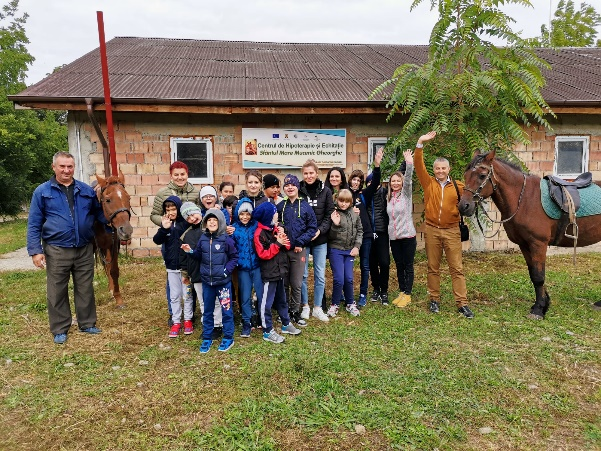 Centrul de Hipoterapie și Echitație
Sfântul Mare Mucenic Gheorghe